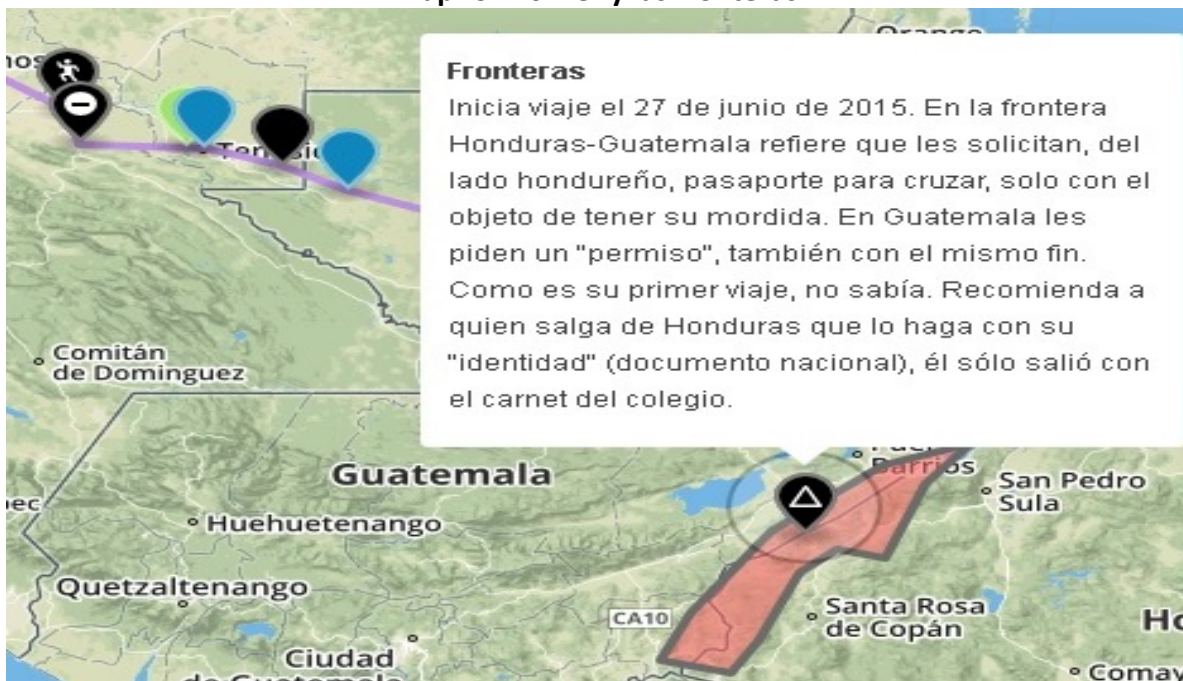 Orange
Fronteras
Inicia viaje el 27 de junio de 2015. En la frontera
Honduras-Guatemala refiere que les solicitan, del
lado hondureño, pasaporte para cruzar, solo con el
objeto de tener su mordida. En Guatemala les
piden un "permiso", también con el mismo fin.
Como es su primer viaje, no sabía. Recomienda a
quien salga de Honduras que lo haga con su
"identidad" (documento nacional), él sólo salió con
el carnet del colegio.
Comitán
de Dominguez
Guatemala
Barrios
San Pedro
Sula
Huehuetenango
Quetzaltenango
CA10
Santa Rosa
de Copán
Ciudad
de Guatemala